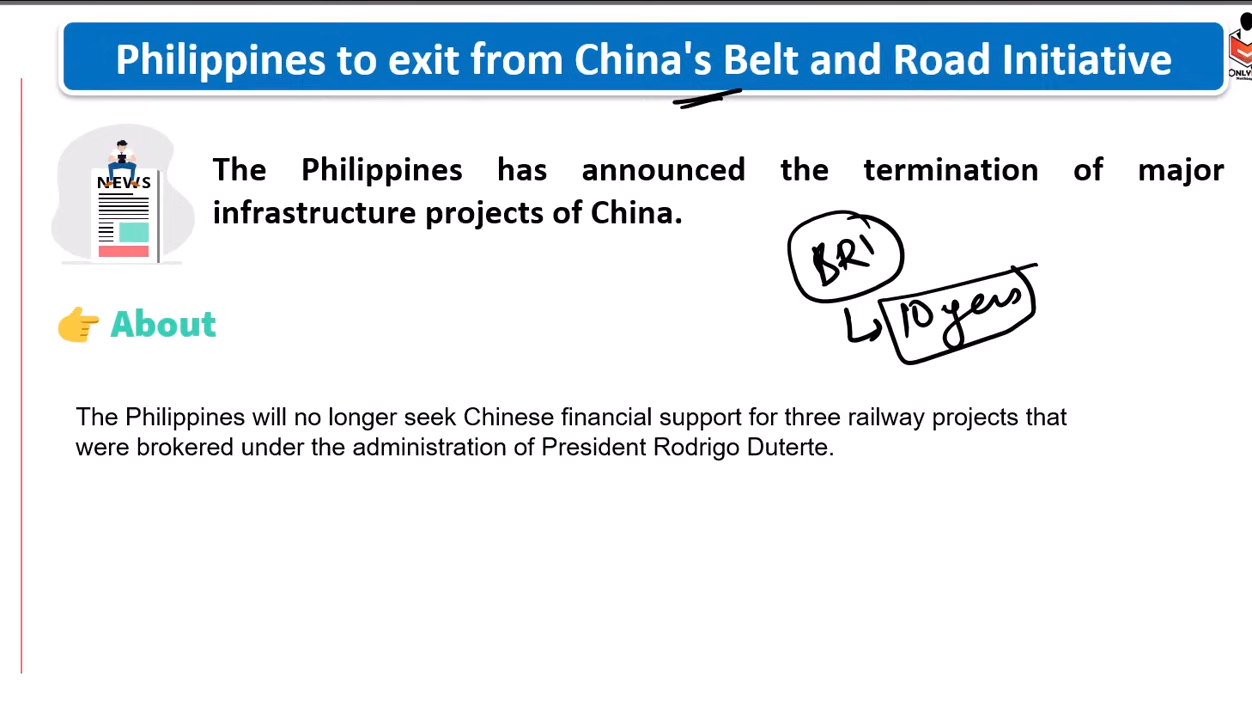 Philippines to exit from China's Belt and Road Initiative
NEWS
The Philippines has announced the termination of major
infrastructure projects of China.
BRI
10 yers
About
The Philippines will no longer seek Chinese financial support for three railway projects that
were brokered under the administration of President Rodrigo Duterte.